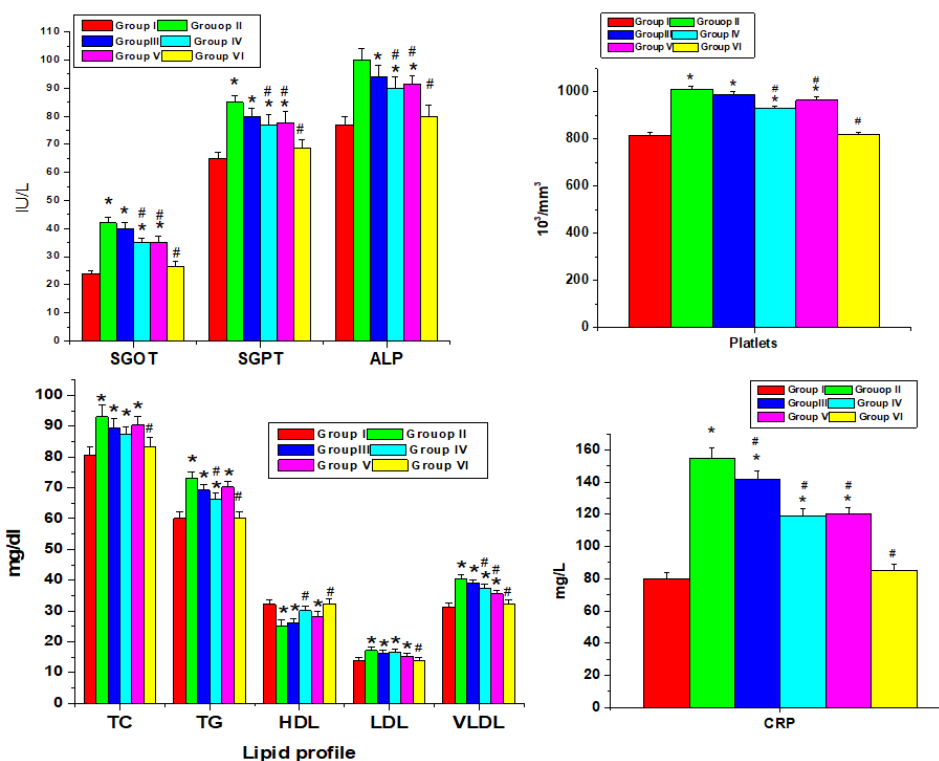 Group I Grouop II
GroupIII Group IV
Group V Group VI
110
100
90
80
70
60
50
40
30
20
10
0
IU/L
* * # * # * #
* * # * # * #
* * # * # * #
SGOT SGPT ALP
Group I Grouop II
GroupIII Group IV
Group V Group VI
1000
800
600
400
200
0
10³/mm³
* * # * # * #
Platlets
Group I Grouop II
GroupIII Group IV
Group V Group VI
90
80
70
60
50
40
30
20
10
0
mg/dl
* * * * #
* * # * * #
* * # * #
* * * * #
* * # * # * #
TC TG HDL LDL VLDL
Lipid profile
Group I Grouop II
GroupIII Group IV
Group V Group VI
160
140
120
100
80
60
40
20
0
mg/L
* # * # * # * #
CRP